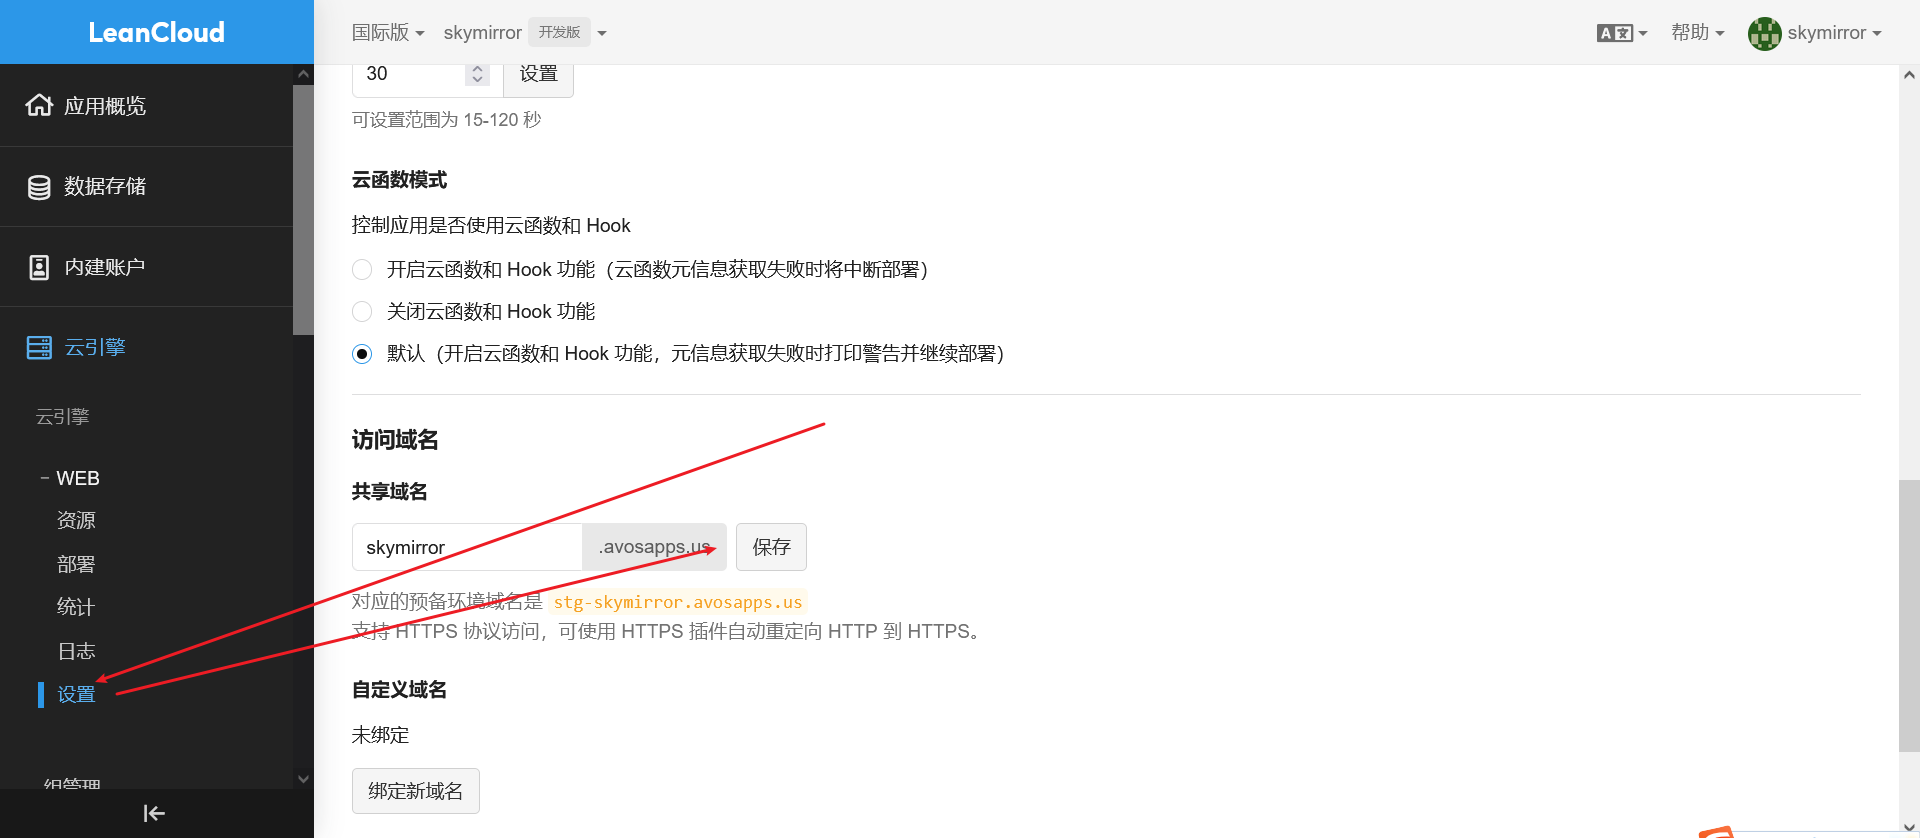 LeanCloud
国际版
skymirror 开发版
帮助
skymirror
应用概览
数据存储
内建账户
云引擎
云引擎
WEB
资源
部署
统计
日志
设置
组管理
30
设置
可设置范围为 15-120 秒
云函数模式
控制应用是否使用云函数和 Hook
开启云函数和 Hook 功能（云函数元信息获取失败时将中断部署）
关闭云函数和 Hook 功能
默认（开启云函数和 Hook 功能，元信息获取失败时打印警告并继续部署）
访问域名
共享域名
skymirror .avosapps.us 保存
对应的预备环境域名是 stg-skymirror.avosapps.us
支持 HTTPS 协议访问，可使用 HTTPS 插件自动重定向 HTTP 到 HTTPS。
自定义域名
未绑定
绑定新域名